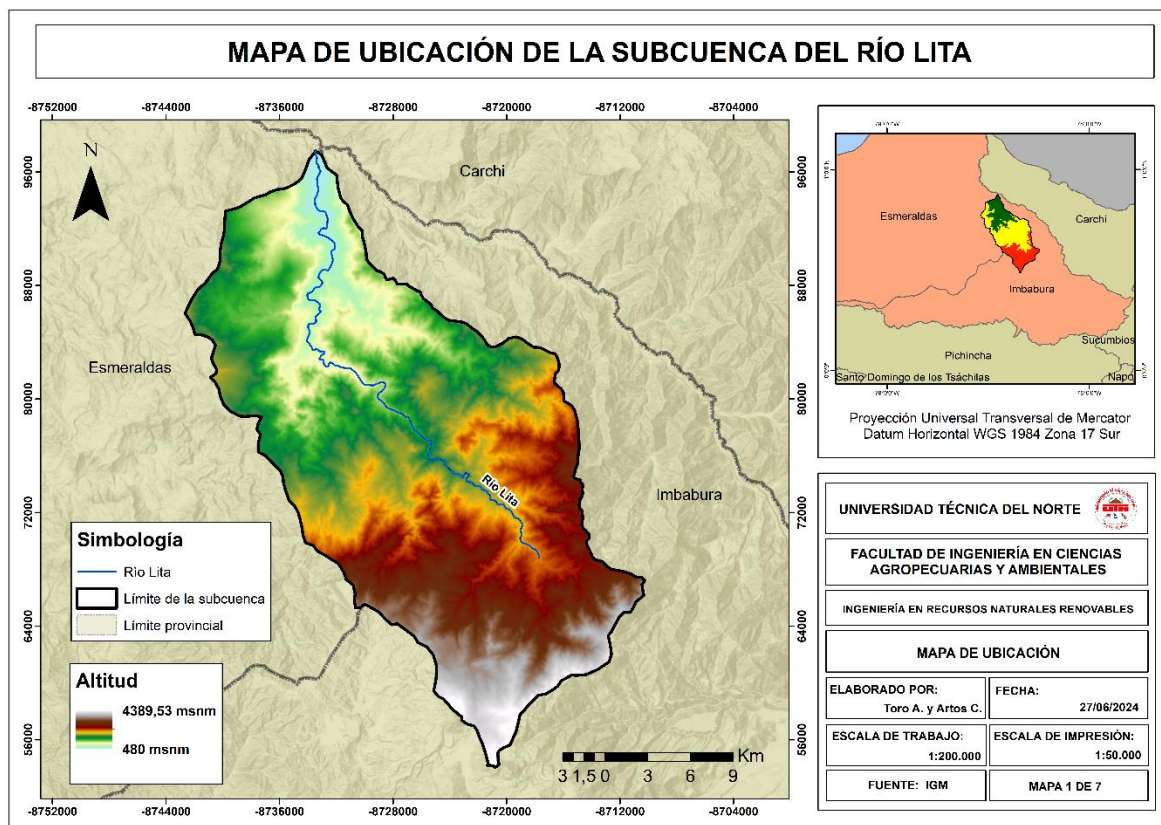 MAPA DE UBICACIÓN DE LA SUBCUENCA DEL RÍO LITA
-8752000 -8744000 -8736000 -8728000 -8720000 -8712000 -8704000
96000
88000
80000
72000
64000
56000
N
Carchi
Esmeraldas
Imbabura
Río Lita
Simbología
Río Lita
Límite de la subcuenca
Límite provincial
Altitud
4389,53 msnm
480 msnm
Km
3 1,5 0 3 6 9
-8752000 -8744000 -8736000 -8728000 -8720000 -8712000 -8704000
96000
88000
80000
72000
64000
56000
Esmeraldas
Carchi
Imbabura
Sucumbios
Pichincha
Santo Domingo de los Tsáchilas
Napo
Proyección Universal Transversal de Mercator
Datum Horizontal WGS 1984 Zona 17 Sur
UNIVERSIDAD TÉCNICA DEL NORTE
UTN
FACULTAD DE INGENIERÍA EN CIENCIAS
AGROPECUARIAS Y AMBIENTALES
INGENIERÍA EN RECURSOS NATURALES RENOVABLES
MAPA DE UBICACIÓN
ELABORADO POR:
Toro A. y Artos C.
FECHA:
27/06/2024
ESCALA DE TRABAJO:
1:200.000
ESCALA DE IMPRESIÓN:
1:50.000
FUENTE: IGM
MAPA 1 DE 7